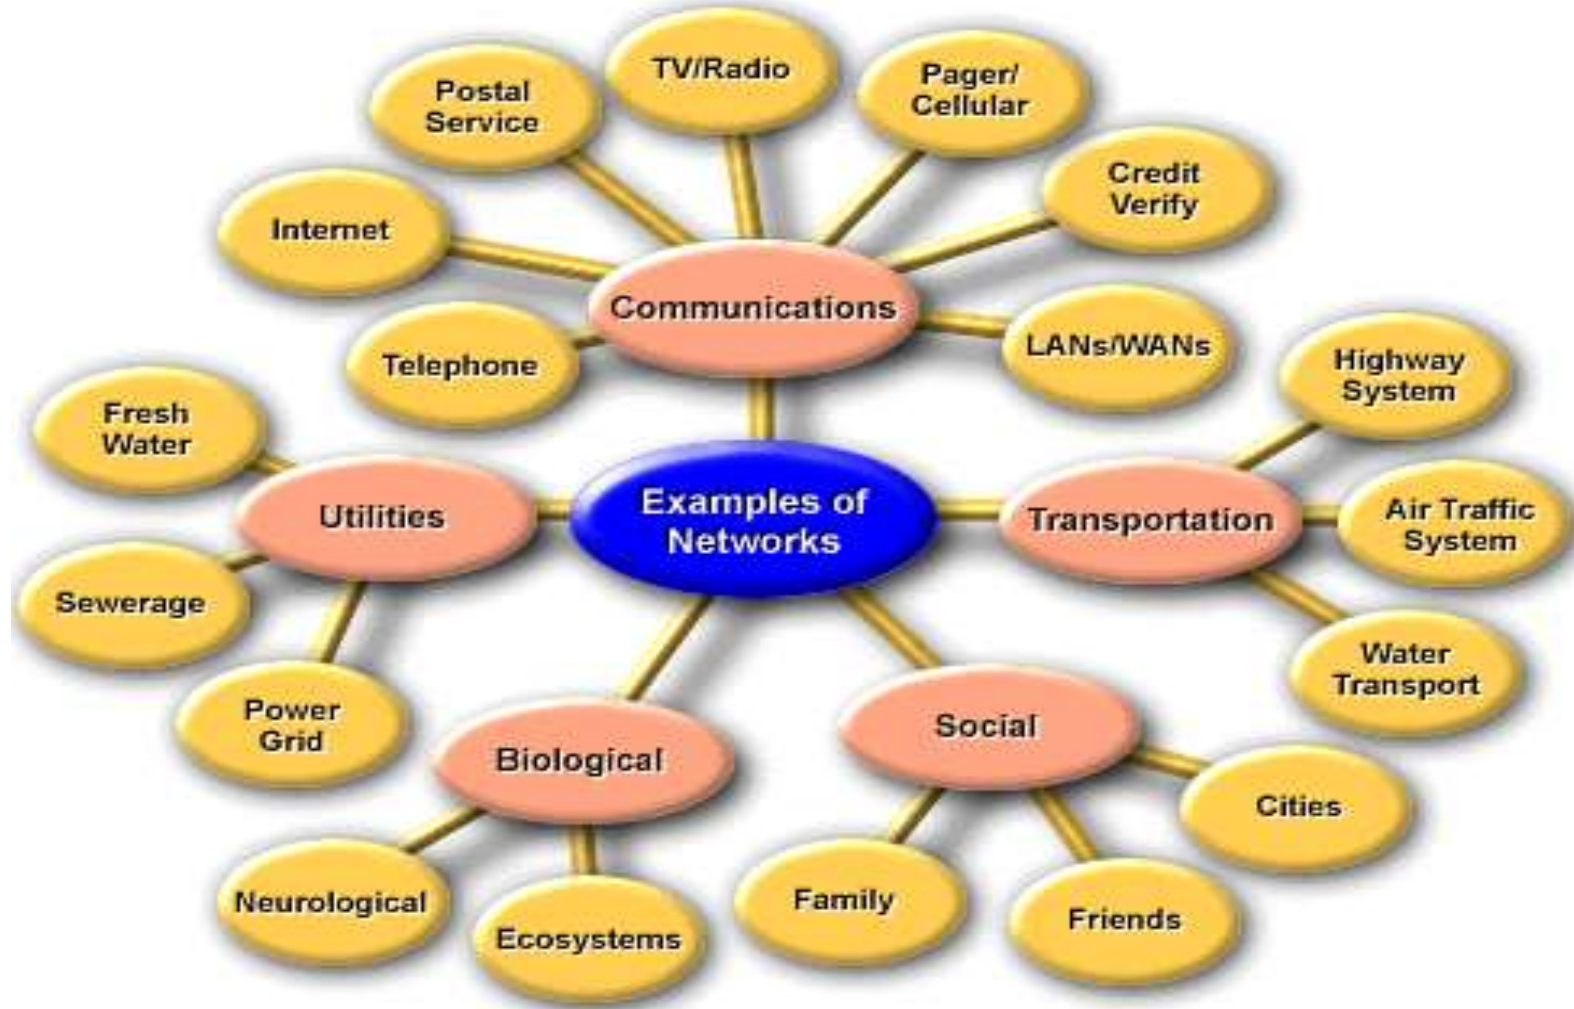 TV/Radio
Postal
Service
Pager/
Cellular
Credit
Verify
Internet
Communications
Telephone
LANs/WANs
Highway
System
Fresh
Water
Utilities
Examples of
Networks
Transportation
Air Traffic
System
Sewerage
Water
Transport
Power
Grid
Biological
Social
Cities
Neurological
Ecosystems
Family
Friends